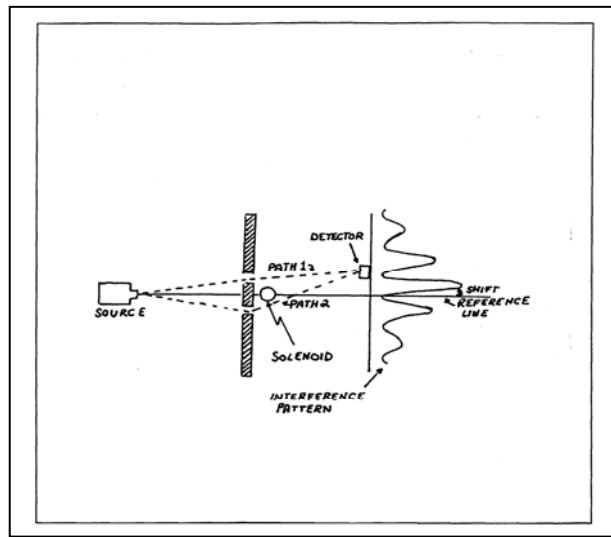 DETECTOR
PATH 1
SOURCE
PATH 2
SHIFT
REFERENCE
LINE
SOLENOID
INTERFERENCE
PATTERN